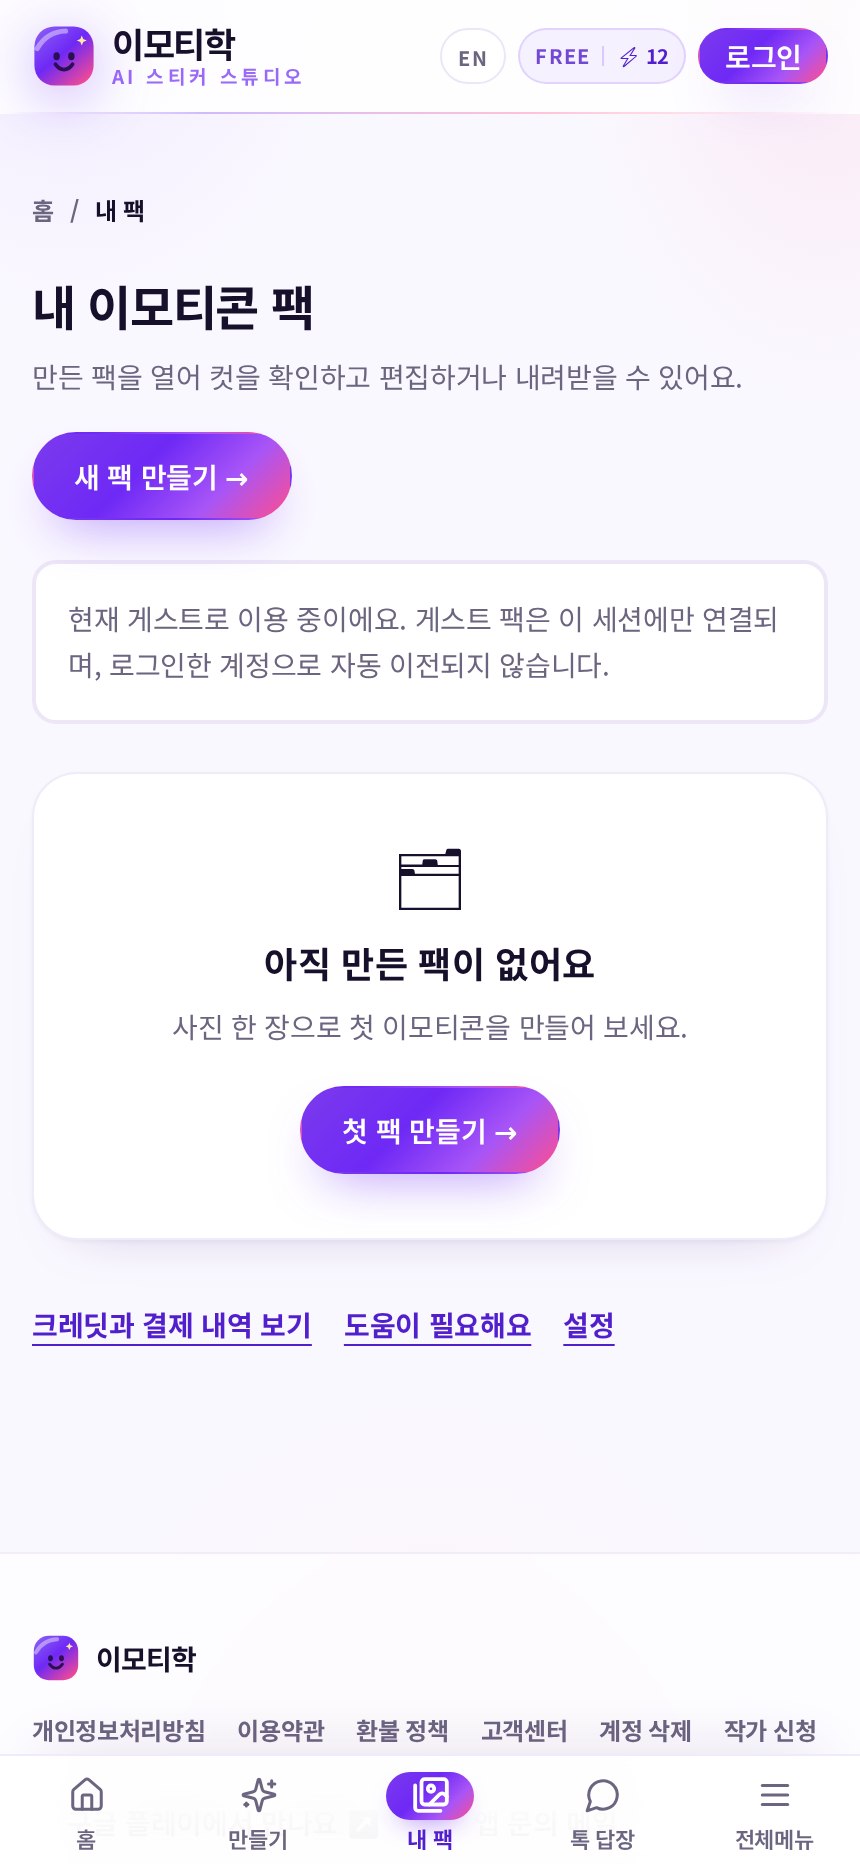 이모티학
AI 스티커 스튜디오
EN
FREE
12
로그인
홈 / 내 팩
내 이모티콘 팩
만든 팩을 열어 컷을 확인하고 편집하거나 내려받을 수 있어요.
새 팩 만들기 →
현재 게스트로 이용 중이에요. 게스트 팩은 이 세션에만 연결되
며, 로그인한 계정으로 자동 이전되지 않습니다.
아직 만든 팩이 없어요
사진 한 장으로 첫 이모티콘을 만들어 보세요.
첫 팩 만들기 →
크레딧과 결제 내역 보기 도움이 필요해요 설정
이모티학
개인정보처리방침 이용약관 환불 정책 고객센터 계정 삭제 작가 신청
홈 만들기 내 팩 톡 답장 전체메뉴